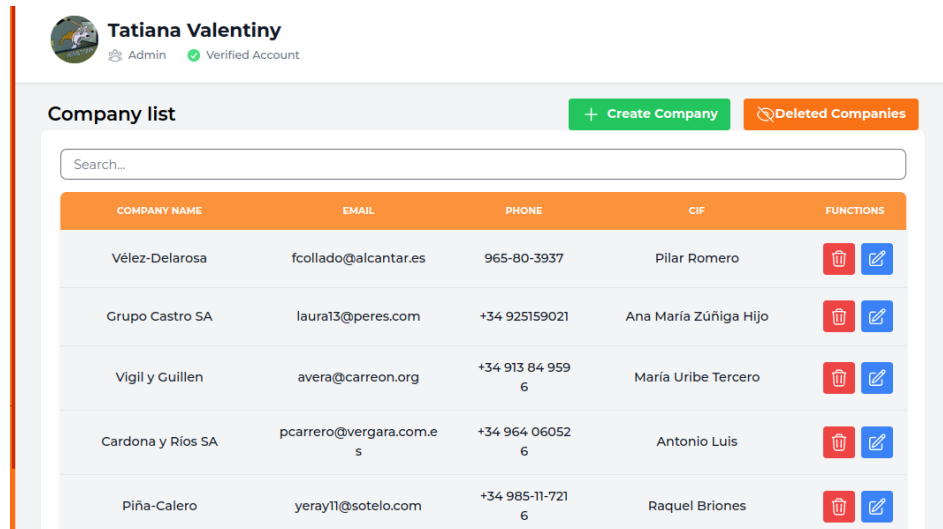 Tatiana Valentiny
Admin Verified Account
Company list
Create Company
Deleted Companies
Search...
COMPANY NAME EMAIL PHONE CIF FUNCTIONS
Vélez-Delarosa fcollado@alcantar.es 965-80-3937 Pilar Romero
Grupo Castro SA laura13@peres.com +34 925159021 Ana María Zúñiga Hijo
Vigil y Guillen avera@carreon.org +34 913 84 959
6 María Uribe Tercero
Cardona y Ríos SA pcarrero@vergara.com.e
s +34 964 06052
6 Antonio Luis
Piña-Calero yeray11@sotelo.com +34 985-11-721
6 Raquel Briones